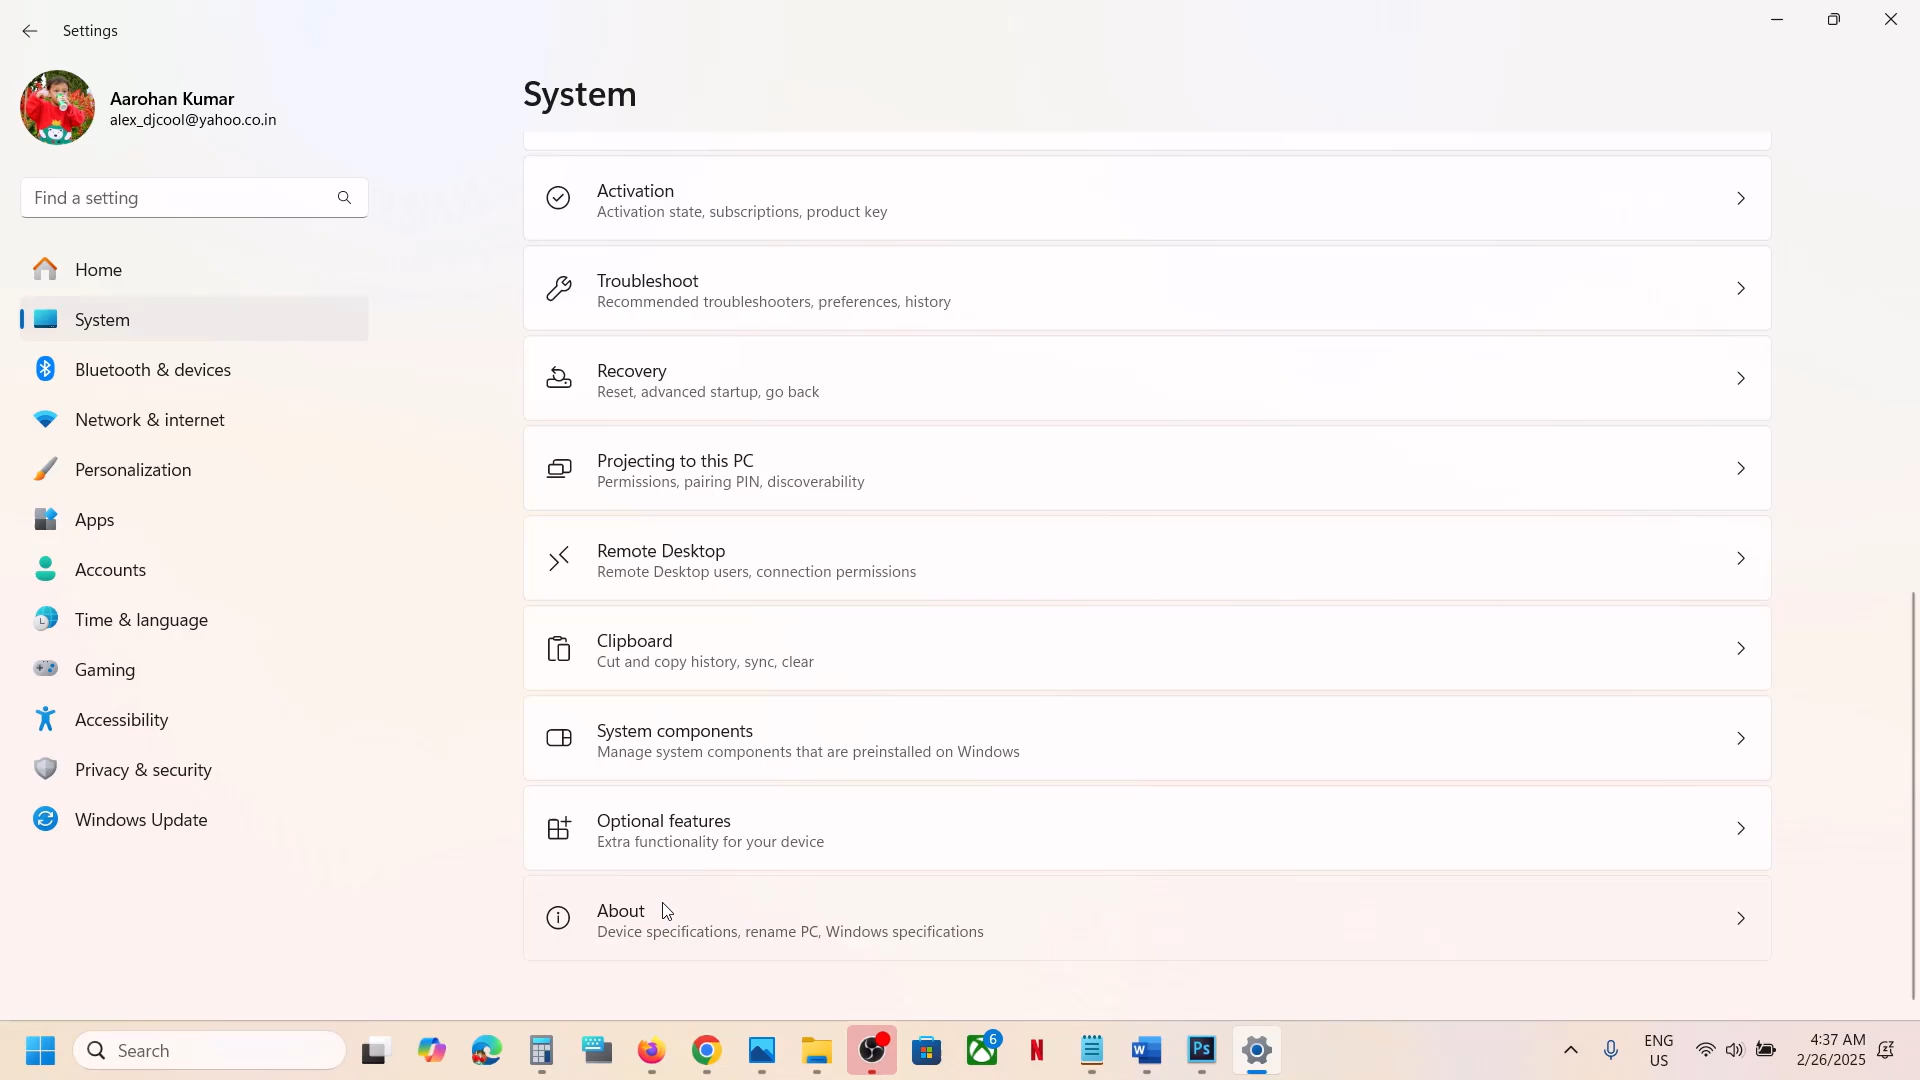 Settings
Aarohan Kumar
alex_djcool@yahoo.co.in
Find a setting
Home
System
Bluetooth & devices
Network & internet
Personalization
Apps
Accounts
Time & language
Gaming
Accessibility
Privacy & security
Windows Update
System
Activation
Activation state, subscriptions, product key
Troubleshoot
Recommended troubleshooters, preferences, history
Recovery
Reset, advanced startup, go back
Projecting to this PC
Permissions, pairing PIN, discoverability
Remote Desktop
Remote Desktop users, connection permissions
Clipboard
Cut and copy history, sync, clear
System components
Manage system components that are preinstalled on Windows
Optional features
Extra functionality for your device
About
Device specifications, rename PC, Windows specifications
Search
6
N
W
Ps
ENG
US
4:37 AM
2/26/2025